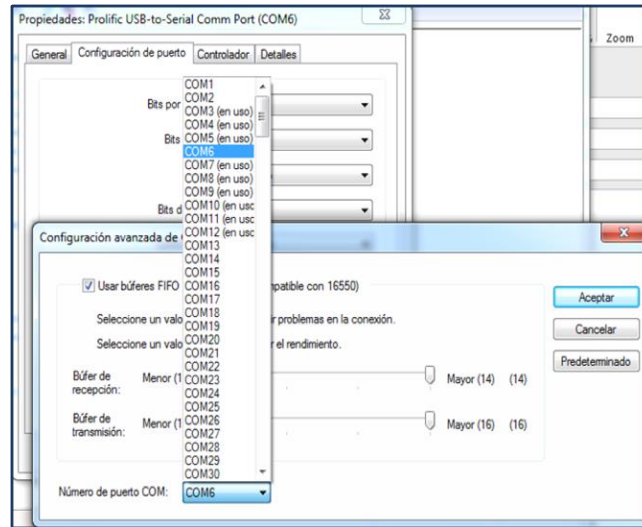 Propiedades: Prolific USB-to-Serial Comm Port (COM6)
Zoom
General Configuración de puerto Controlador Detalles
Bits por
Bits
Bits d
COM1
COM2
COM3 (en uso)
COM4 (en uso)
COM5 (en uso)
COM6
COM7 (en uso)
COM8 (en uso)
COM9 (en uso)
COM10 (en uso
COM11 (en uso
COM12 (en uso
COM13
COM14
COM15
COM16
COM17
COM18
COM19
COM20
COM21
COM22
COM23
COM24
COM25
COM26
COM27
COM28
COM29
COM30
Configuración avanzada de
Usar búferes FIFO patible con 16550)
Seleccione un valo ir problemas en la conexión.
Seleccione un valo r el rendimiento.
Búfer de recepción: Menor (1 Mayor (14) (14)
Búfer de transmisión: Menor (1 Mayor (16) (16)
Número de puerto COM: COM6
Aceptar
Cancelar
Predeterminado